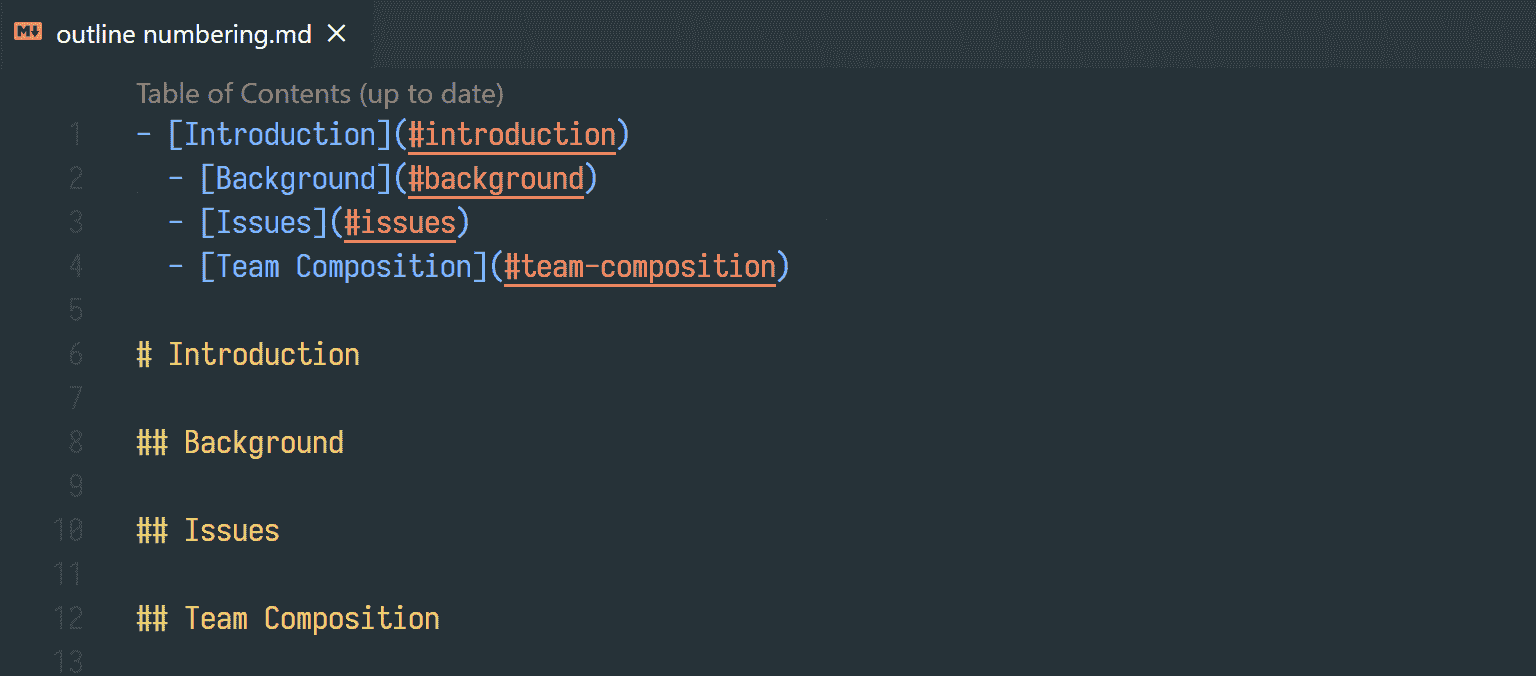 M↓ outline numbering.md ×
Table of Contents (up to date)
1 - [Introduction](#introduction)
2 - [Background](#background)
3 - [Issues](#issues)
4 - [Team Composition](#team-composition)
5
6 # Introduction
7
8 ## Background
9
10 ## Issues
11
12 ## Team Composition
13